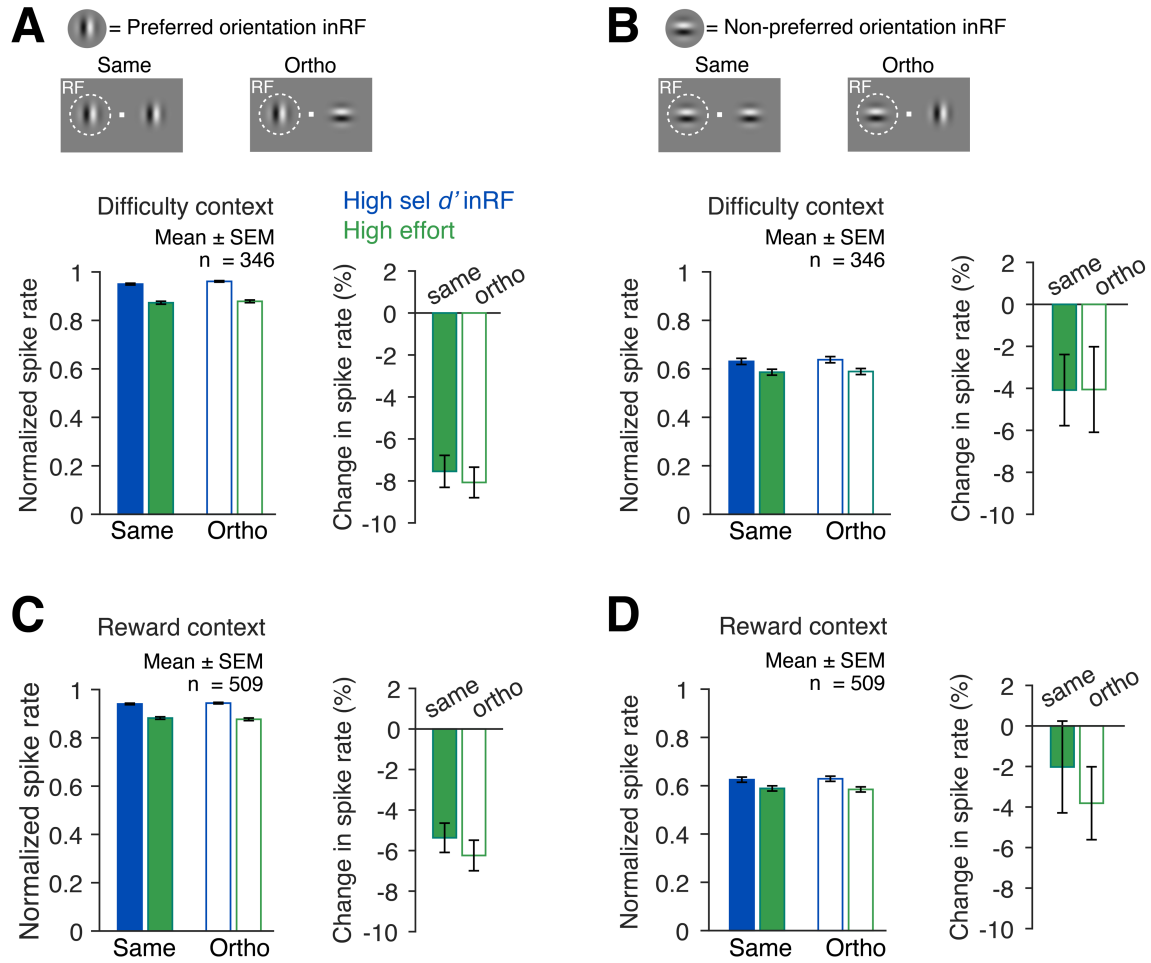 A
= Preferred orientation inRF
Same
Ortho
RF
RF
Difficulty context
Mean ± SEM
n = 346
High sel d’ inRF
High effort
Normalized spike rate
1
0.8
0.6
0.4
0.2
0
Same
Ortho
Change in spike rate (%)
2
0
-2
-4
-6
-8
-10
same
ortho
B
= Non-preferred orientation inRF
Same
Ortho
RF
RF
Difficulty context
Mean ± SEM
n = 346
Normalized spike rate
1
0.8
0.6
0.4
0.2
0
Same
Ortho
Change in spike rate (%)
2
0
-2
-4
-6
-8
-10
same
ortho
C
Reward context
Mean ± SEM
n = 509
Normalized spike rate
1
0.8
0.6
0.4
0.2
0
Same
Ortho
Change in spike rate (%)
2
0
-2
-4
-6
-8
-10
same
ortho
D
Reward context
Mean ± SEM
n = 509
Normalized spike rate
1
0.8
0.6
0.4
0.2
0
Same
Ortho
Change in spike rate (%)
2
0
-2
-4
-6
-8
-10
same
ortho